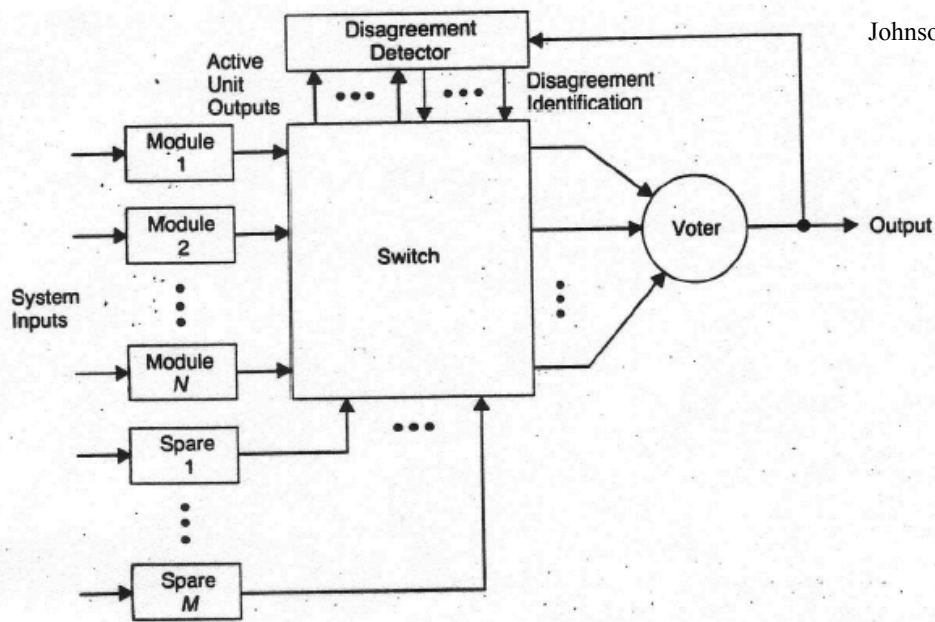 Johnso
Disagreement
Detector
Active
Unit
Outputs
Disagreement
Identification
Module
1
Module
2
System
Inputs
Module
N
Switch
Voter
Output
Spare
1
Spare
M